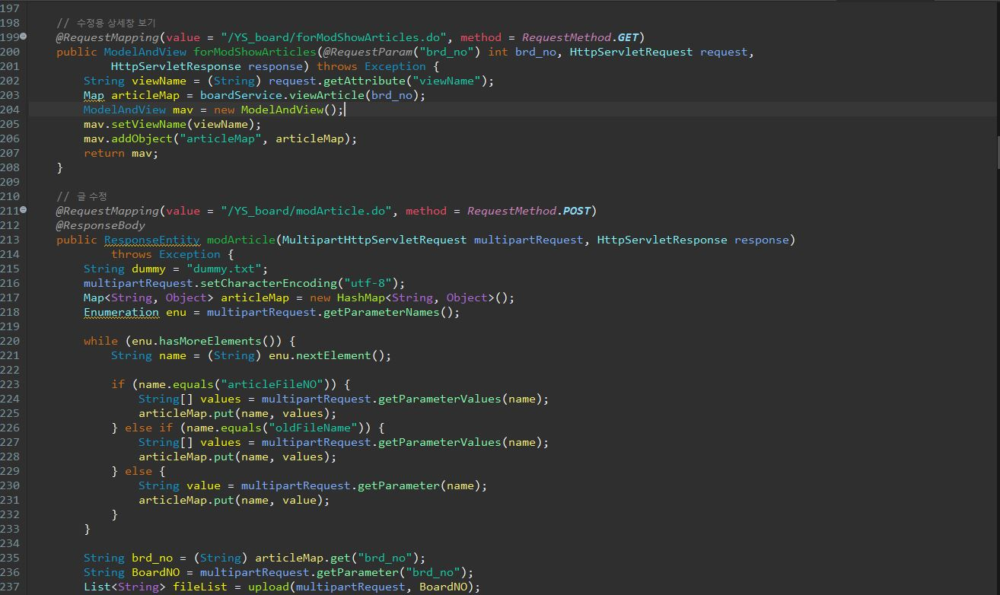 197
198 // 수정용 상세창 보기
199 @RequestMapping(value = "/YS_board/forModShowArticles.do", method = RequestMethod.GET)
200 public ModelAndView forModShowArticles(@RequestParam("brd_no") int brd_no, HttpServletRequest request,
201 HttpServletResponse response) throws Exception {
202 String viewName = (String) request.getAttribute("viewName");
203 Map articleMap = boardService.viewArticle(brd_no);
204 ModelAndView mav = new ModelAndView();
205 mav.setViewName(viewName);
206 mav.addObject("articleMap", articleMap);
207 return mav;
208 }
209
210 // 글 수정
211 @RequestMapping(value = "/YS_board/modArticle.do", method = RequestMethod.POST)
212 @ResponseBody
213 public ResponseEntity modArticle(MultipartHttpServletRequest multipartRequest, HttpServletResponse response)
214 throws Exception {
215 String dummy = "dummy.txt";
216 multipartRequest.setCharacterEncoding("utf-8");
217 Map<String, Object> articleMap = new HashMap<String, Object>();
218 Enumeration enu = multipartRequest.getParameterNames();
219
220 while (enu.hasMoreElements()) {
221 String name = (String) enu.nextElement();
222
223 if (name.equals("articleFileNO")) {
224 String[] values = multipartRequest.getParameterValues(name);
225 articleMap.put(name, values);
226 } else if (name.equals("oldFileName")) {
227 String[] values = multipartRequest.getParameterValues(name);
228 articleMap.put(name, values);
229 } else {
230 String value = multipartRequest.getParameter(name);
231 articleMap.put(name, value);
232 }
233 }
234
235 String brd_no = (String) articleMap.get("brd_no");
236 String BoardNO = multipartRequest.getParameter("brd_no");
237 List<String> fileList = upload(multipartRequest, BoardNO);